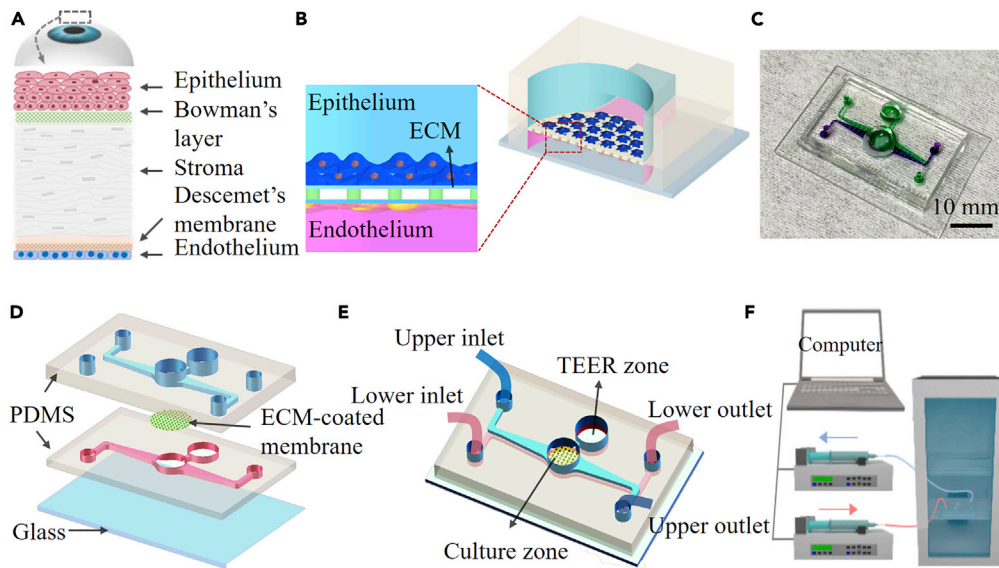 A
Epithelium
Bowman's
layer
Stroma
Descemet's
membrane
Endothelium
B
Epithelium
ECM
Endothelium
C
10 mm
D
PDMS
ECM-coated
membrane
Glass
E
Upper inlet
TEER zone
Lower inlet
Lower outlet
Upper outlet
Culture zone
F
Computer